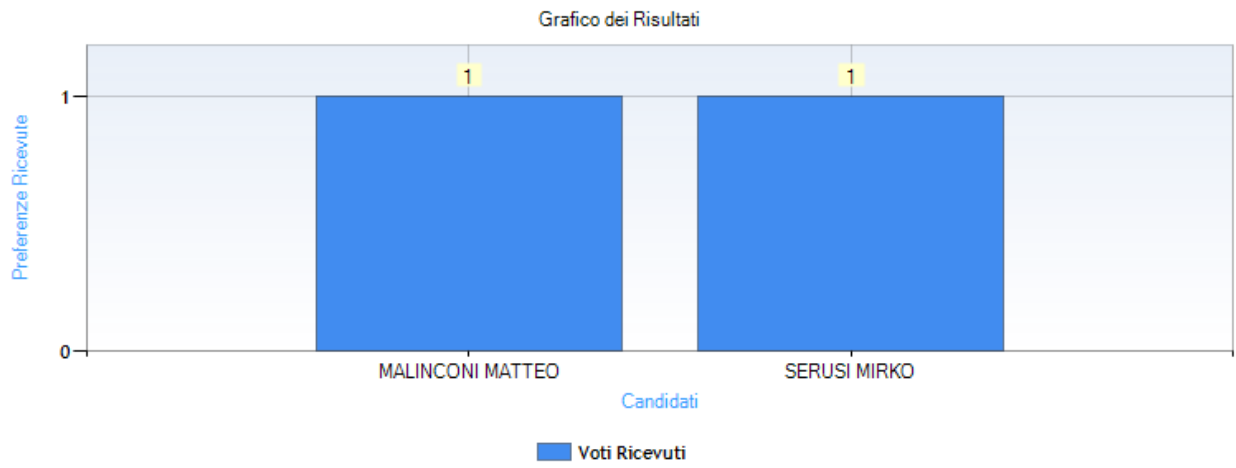 Grafico dei Risultati
1 1
1
Preferenze Ricevute
0
MALINCONI MATTEO SERUSI MIRKO
Candidati
Voti Ricevuti